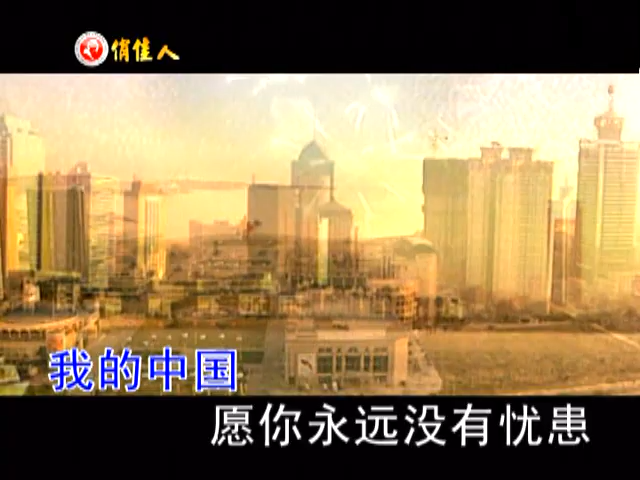 俏佳人
我的中国
愿你永远没有忧患